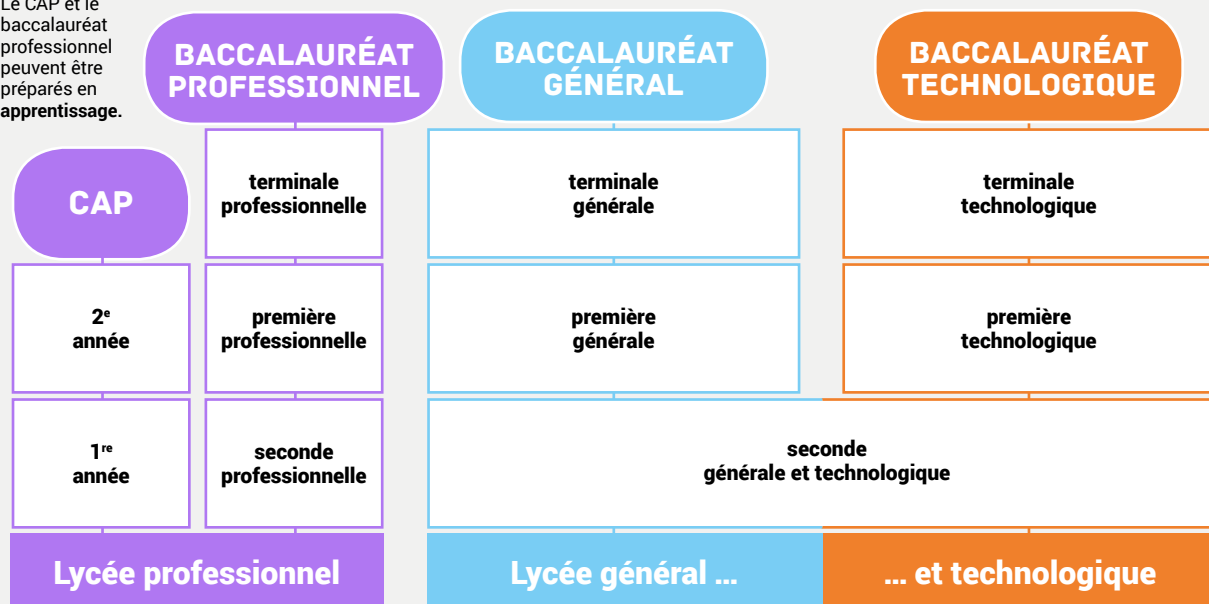 Le CAP et le
baccalauréat
professionnel
peuvent être
préparés en
apprentissage.
BACCALAURÉAT
PROFESSIONNEL
BACCALAURÉAT
GÉNÉRAL
BACCALAURÉAT
TECHNOLOGIQUE
CAP
terminale
professionnelle
terminale
générale
terminale
technologique
2e
année
première
professionnelle
première
générale
première
technologique
1re
année
seconde
professionnelle
seconde
générale et technologique
Lycée professionnel
Lycée général ...
... et technologique